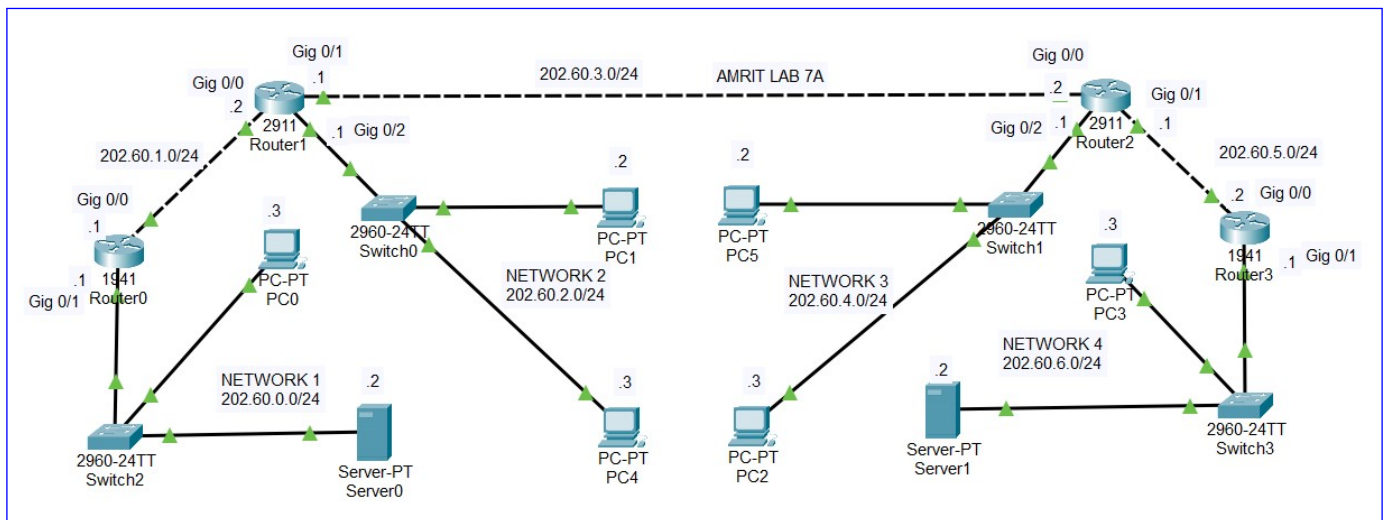 Gig 0/1
Gig 0/0
.1
.2
2911
Router1
.1
Gig 0/2
202.60.3.0/24
AMRIT LAB 7A
Gig 0/0
.2
Gig 0/1
2911
Router2
.1
.1
Gig 0/2
202.60.1.0/24
Gig 0/0
.1
1941
Router0
.1
Gig 0/1
.3
PC-PT
PC0
2960-24TT
Switch0
.2
PC-PT
PC1
.2
PC-PT
PC5
2960-24TT
Switch1
202.60.5.0/24
.2
Gig 0/0
1941
Router3
.1
Gig 0/1
.3
PC-PT
PC3
NETWORK 2
202.60.2.0/24
NETWORK 3
202.60.4.0/24
NETWORK 1
202.60.0.0/24
.2
Server-PT
Server0
2960-24TT
Switch2
.3
PC-PT
PC4
.3
PC-PT
PC2
NETWORK 4
202.60.6.0/24
.2
Server-PT
Server1
2960-24TT
Switch3